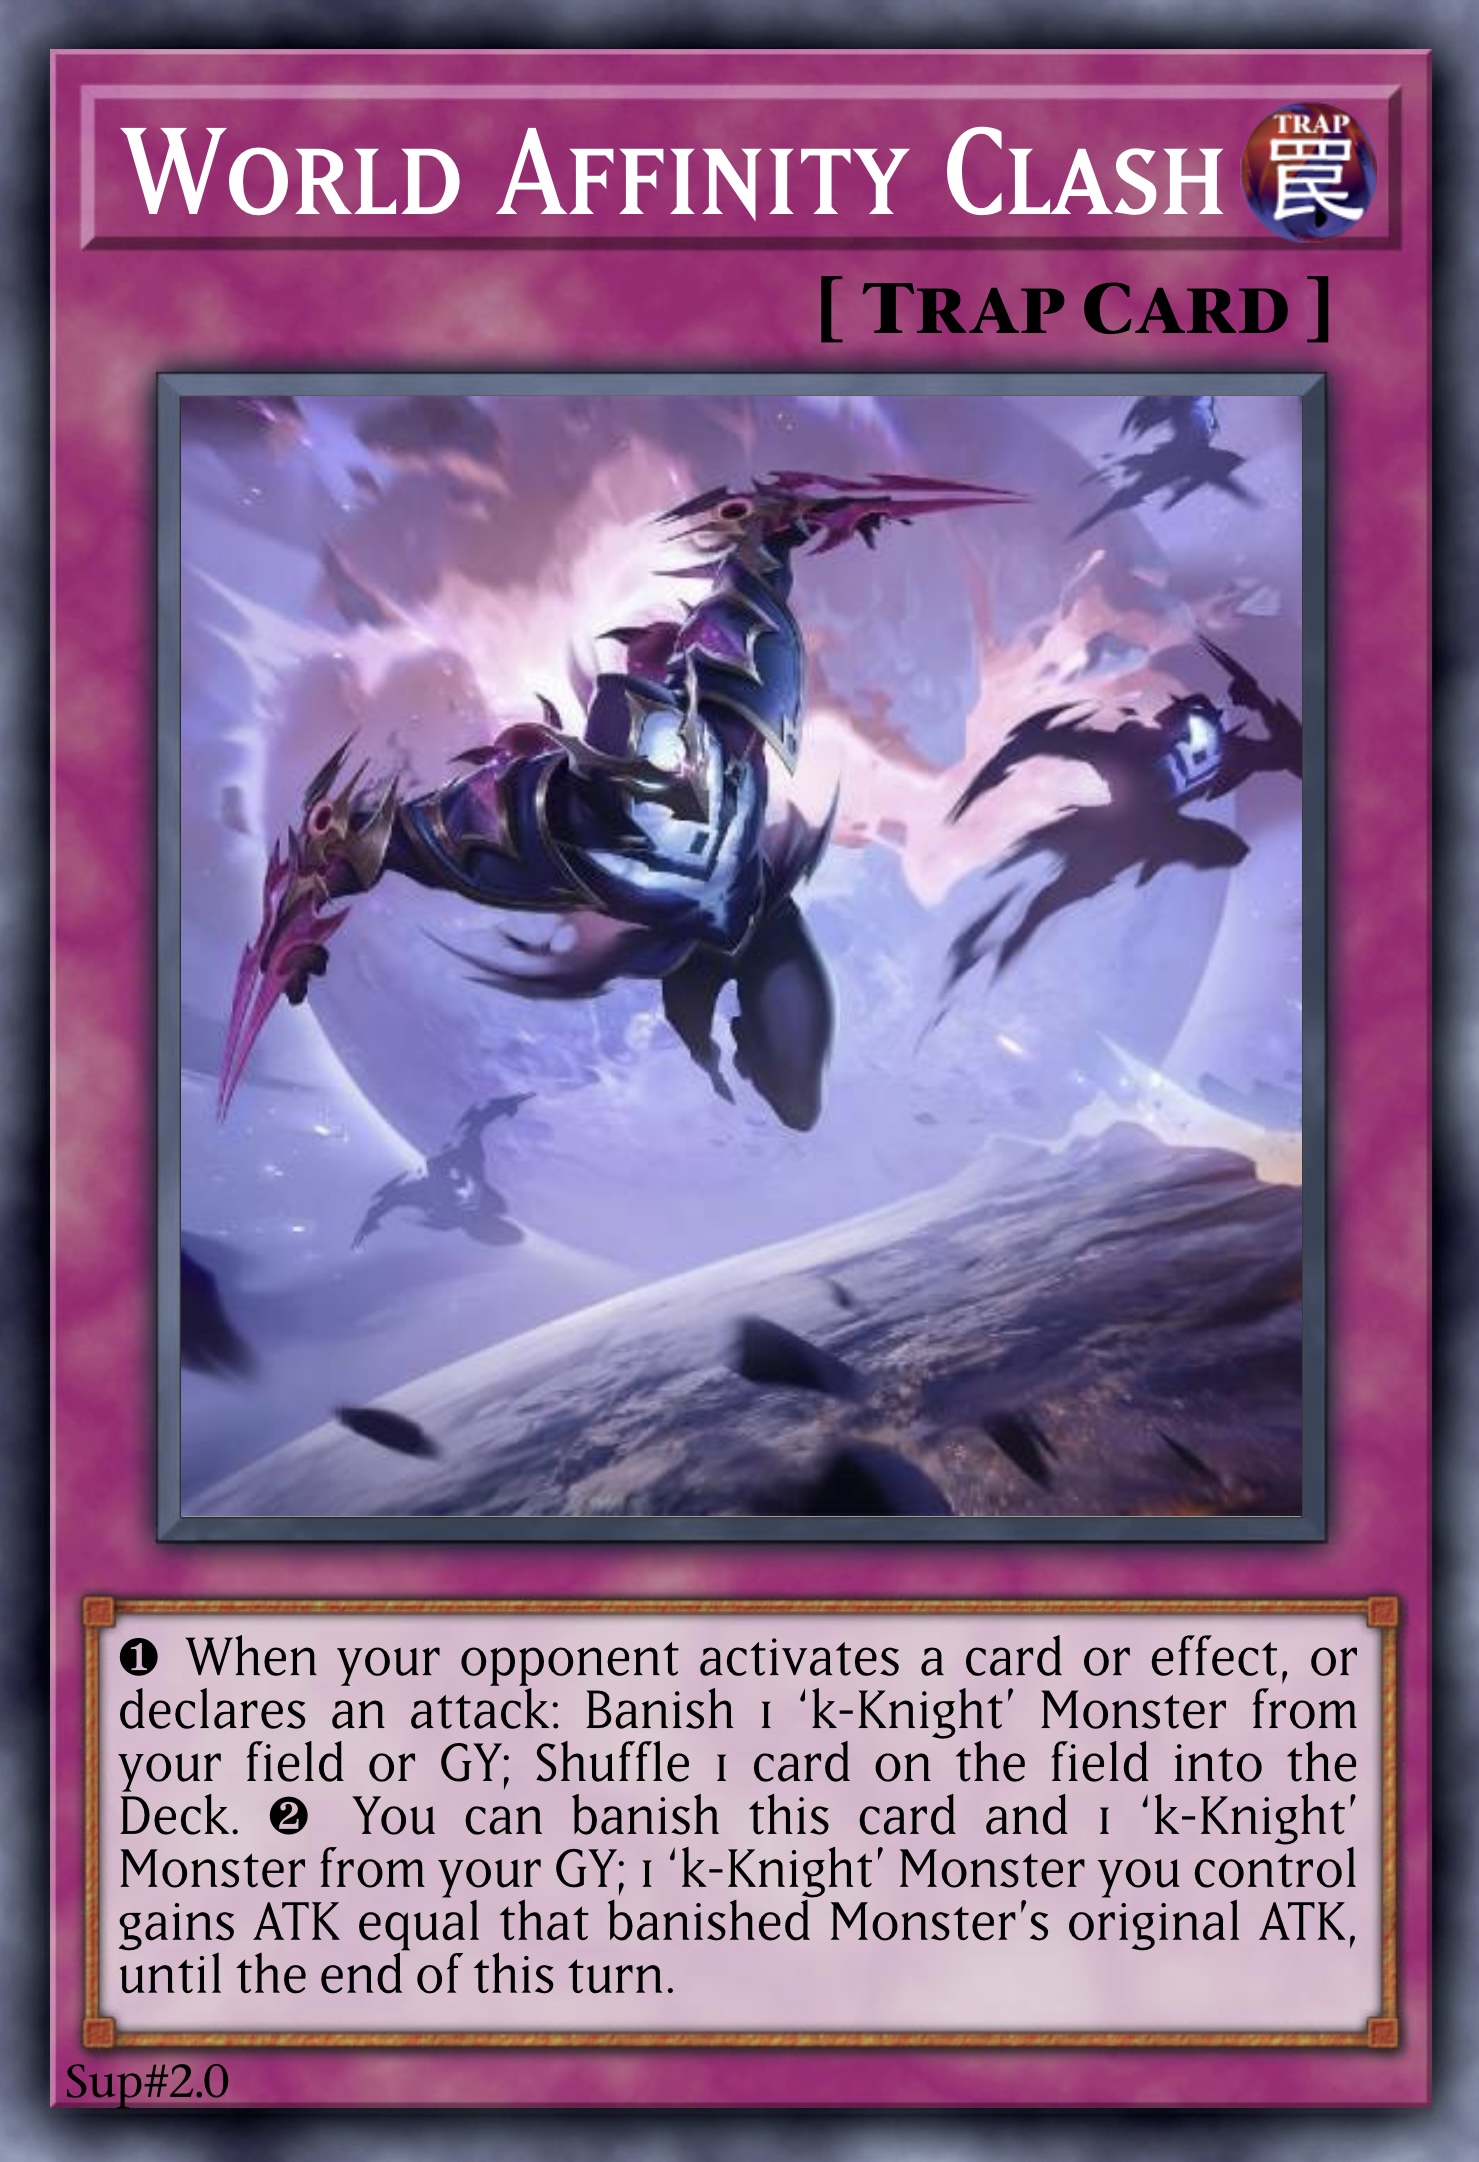 World Affinity Clash
TRAP
罠
[ Trap Card ]
❶ When your opponent activates a card or effect, or
declares an attack: Banish 1 ‘k-Knight’ Monster from
your field or GY; Shuffle 1 card on the field into the
Deck. ❷ You can banish this card and 1 ‘k-Knight’
Monster from your GY; 1 ‘k-Knight’ Monster you control
gains ATK equal that banished Monster's original ATK,
until the end of this turn.
Sup#2.0